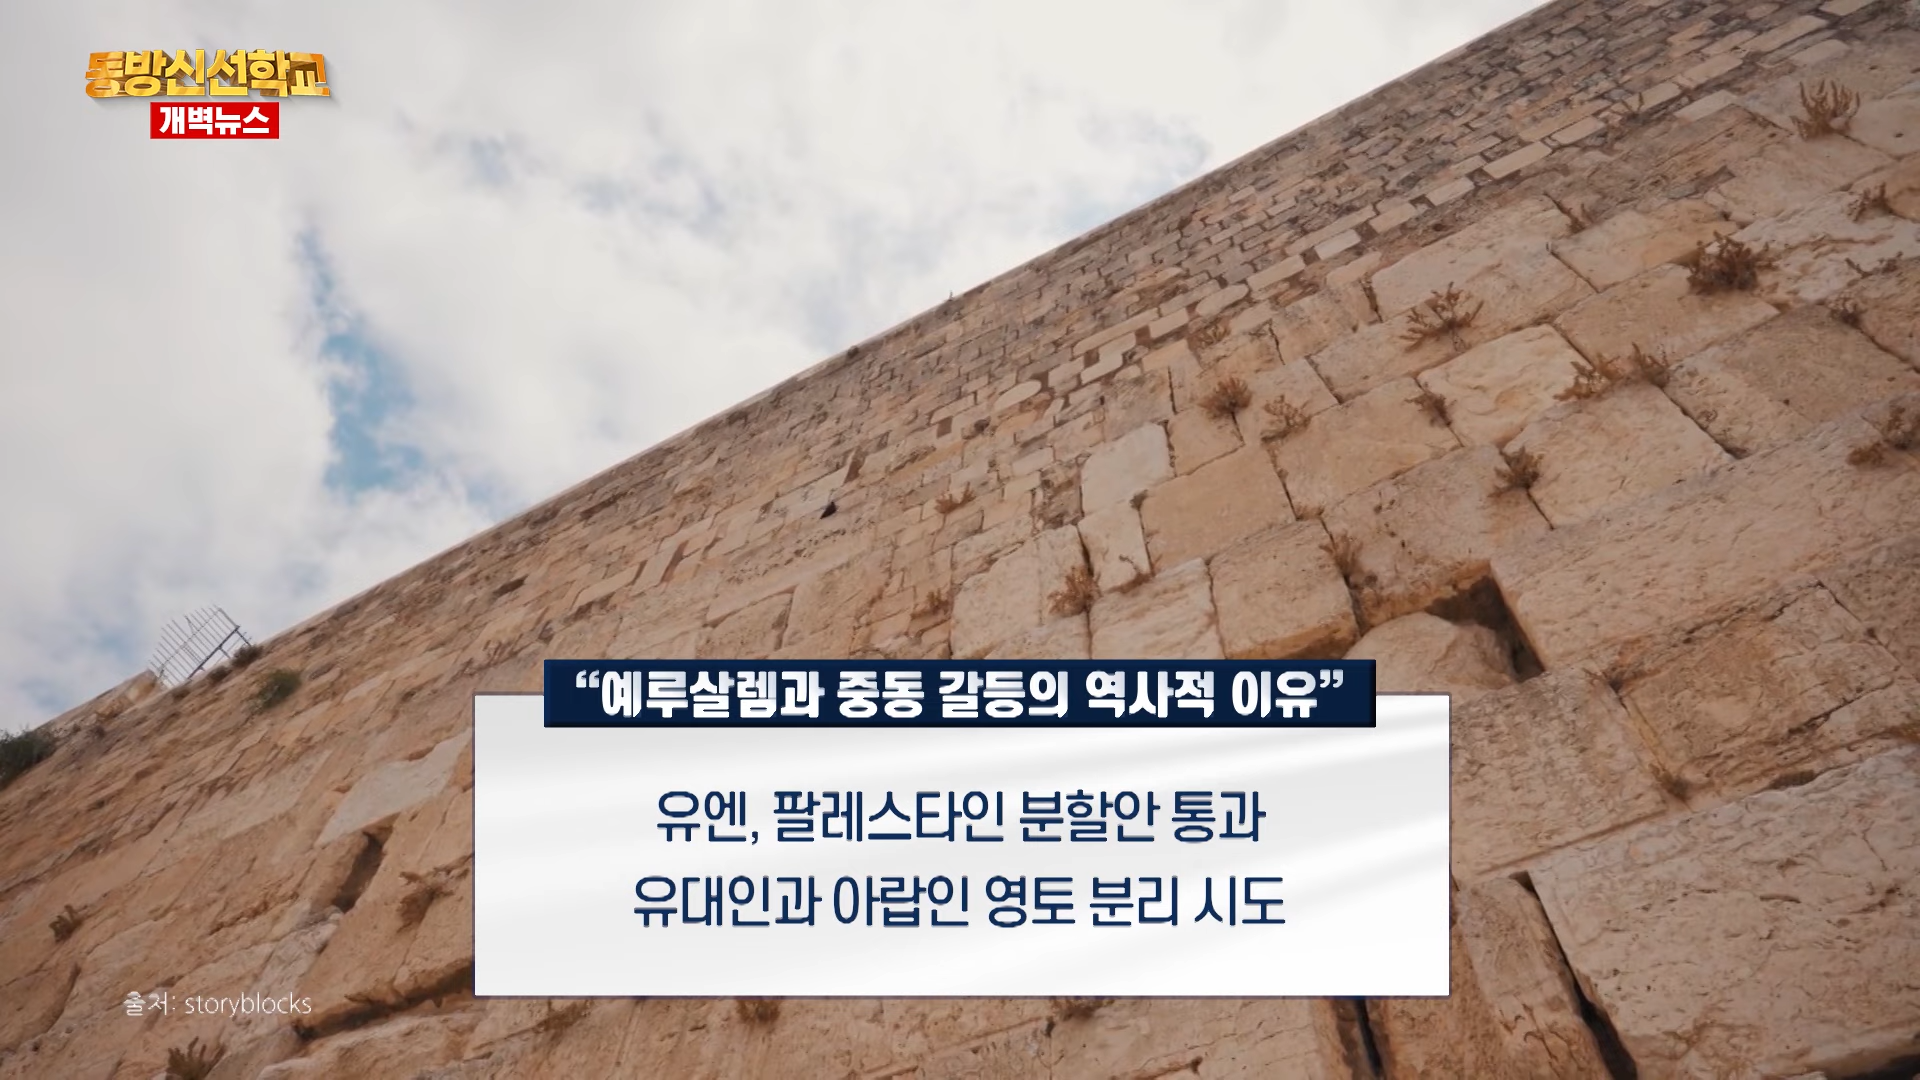 동방신선학교
개벽뉴스
“예루살렘과 중동 갈등의 역사적 이유”
유엔, 팔레스타인 분할안 통과
유대인과 아랍인 영토 분리 시도
출처: storyblocks